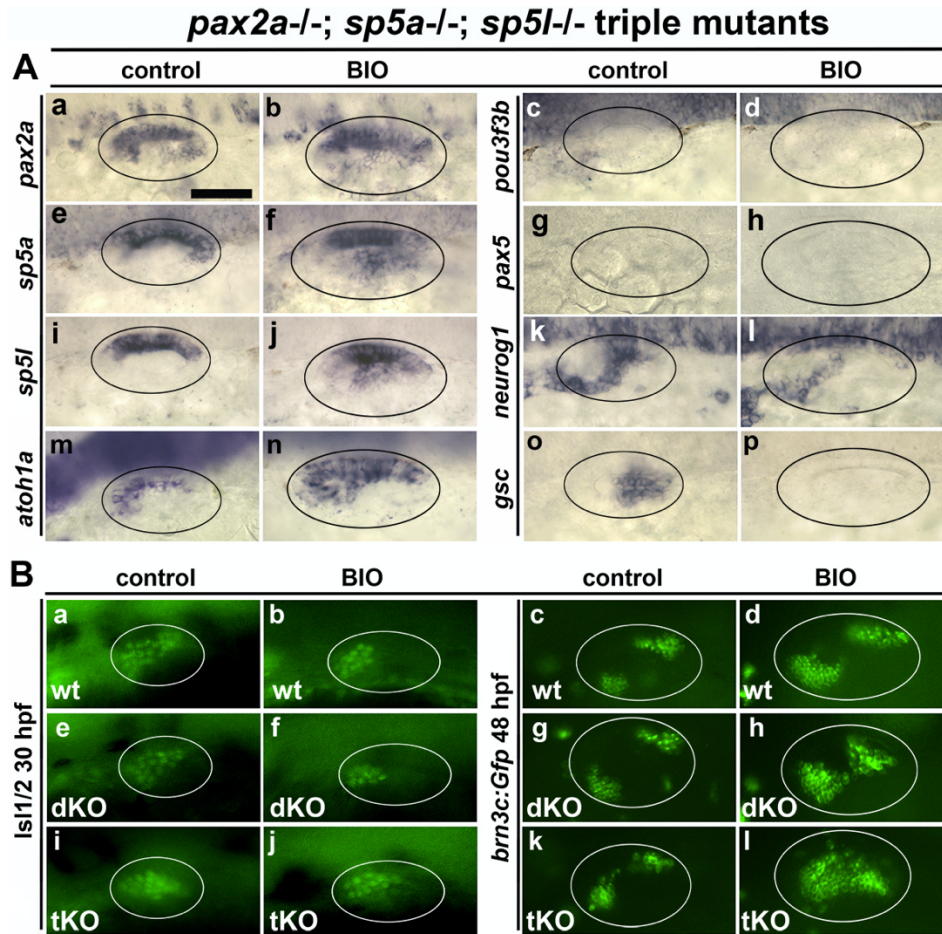 pax2a-/-; sp5a-/-; sp5l-/- triple mutants
A control BIO control BIO
a b c d
pax2a pou3f3b
e f g h
sp5a pax5
i j k l
sp5l neurog1
m n o p
atoh1a gsc
B control BIO control BIO
a b c d
wt wt wt wt
Isl1/2 30 hpf brn3c:Gfp 48 hpf
e f g h
dKO dKO dKO dKO
i j k l
tKO tKO tKO tKO